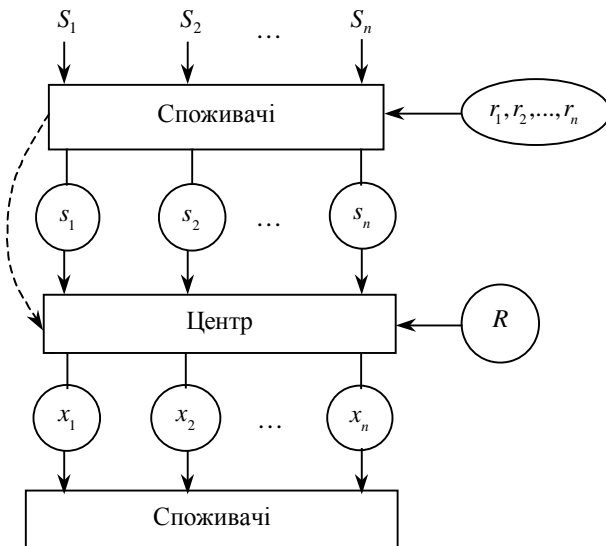 S₁ S₂ … Sₙ
Споживачі
r₁, r₂,..., rₙ
s₁ s₂ … sₙ
Центр
R
x₁ x₂ … xₙ
Споживачі